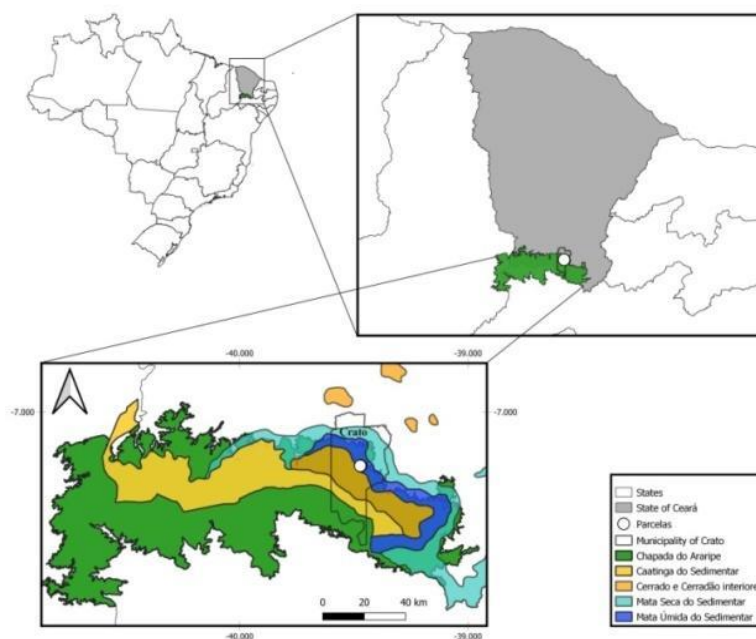 -40.000
-39.000
-7.000
-7.000
Crato
0
20
40 km
-40.000
-39.000
States
State of Ceará
Parcelas
Municipality of Crato
Chapada do Araripe
Caatinga do Sedimentar
Cerrado e Cerradão interiore
Mata Seca do Sedimentar
Mata Úmida do Sedimentar